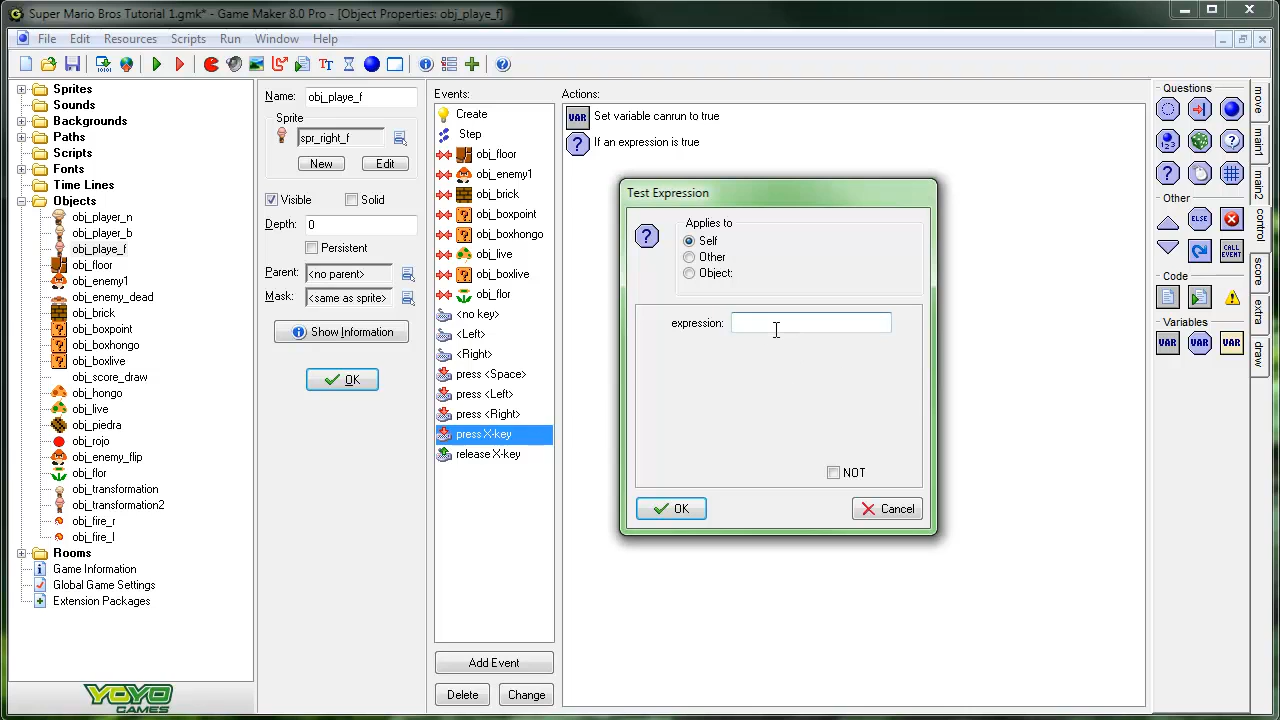 Super Mario Bros Tutorial 1.gmk* - Game Maker 8.0 Pro - [Object Properties: obj_playe_f]
File Edit Resources Scripts Run Window Help
Sprites
Sounds
Backgrounds
Paths
Scripts
Fonts
Time Lines
Objects
obj_player_n
obj_player_b
obj_playe_f
obj_floor
obj_enemy1
obj_enemy_dead
obj_brick
obj_boxpoint
obj_boxhongo
obj_boxlive
obj_score_draw
obj_hongo
obj_live
obj_piedra
obj_rojo
obj_enemy_flip
obj_flor
obj_transformation
obj_transformation2
obj_fire_r
obj_fire_l
Rooms
Game Information
Global Game Settings
Extension Packages
YOYO
GAMES
Name: obj_playe_f
Sprite
spr_right_f
New Edit
Visible Solid
Depth: 0
Persistent
Parent: <no parent>
Mask: <same as sprite>
Show Information
OK
Events:
Create
Step
obj_floor
obj_enemy1
obj_brick
obj_boxpoint
obj_boxhongo
obj_live
obj_boxlive
obj_flor
<no key>
<Left>
<Right>
press <Space>
press <Left>
press <Right>
press X-key
release X-key
Add Event
Delete Change
Actions:
VAR Set variable canrun to true
? If an expression is true
Test Expression
?
Applies to
Self
Other
Object:
expression:
NOT
OK Cancel
Questions
?
?
Other
ELSE
CALL EVENT
Code
Variables
VAR VAR VAR
move
main1
main2
control
score
extra
draw